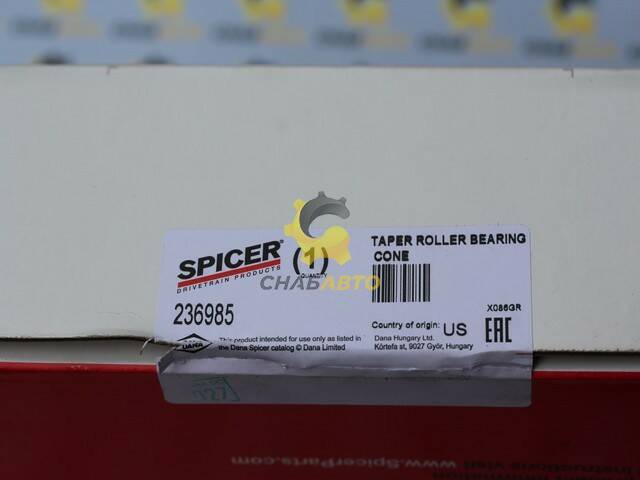 SPICER®
DRIVETRAIN PRODUCTS
(1)
QUANTITY
TAPER ROLLER BEARING
CONE
СНАБАВТО
236985
X086GR
Country of origin: US
EAC
DANA
This product intended for use only as listed in
the Dana Spicer catalog © Dana Limited
Dana Hungary Ltd.
Körtefa st, 9027 Györ, Hungary
www.SpicerParts.com